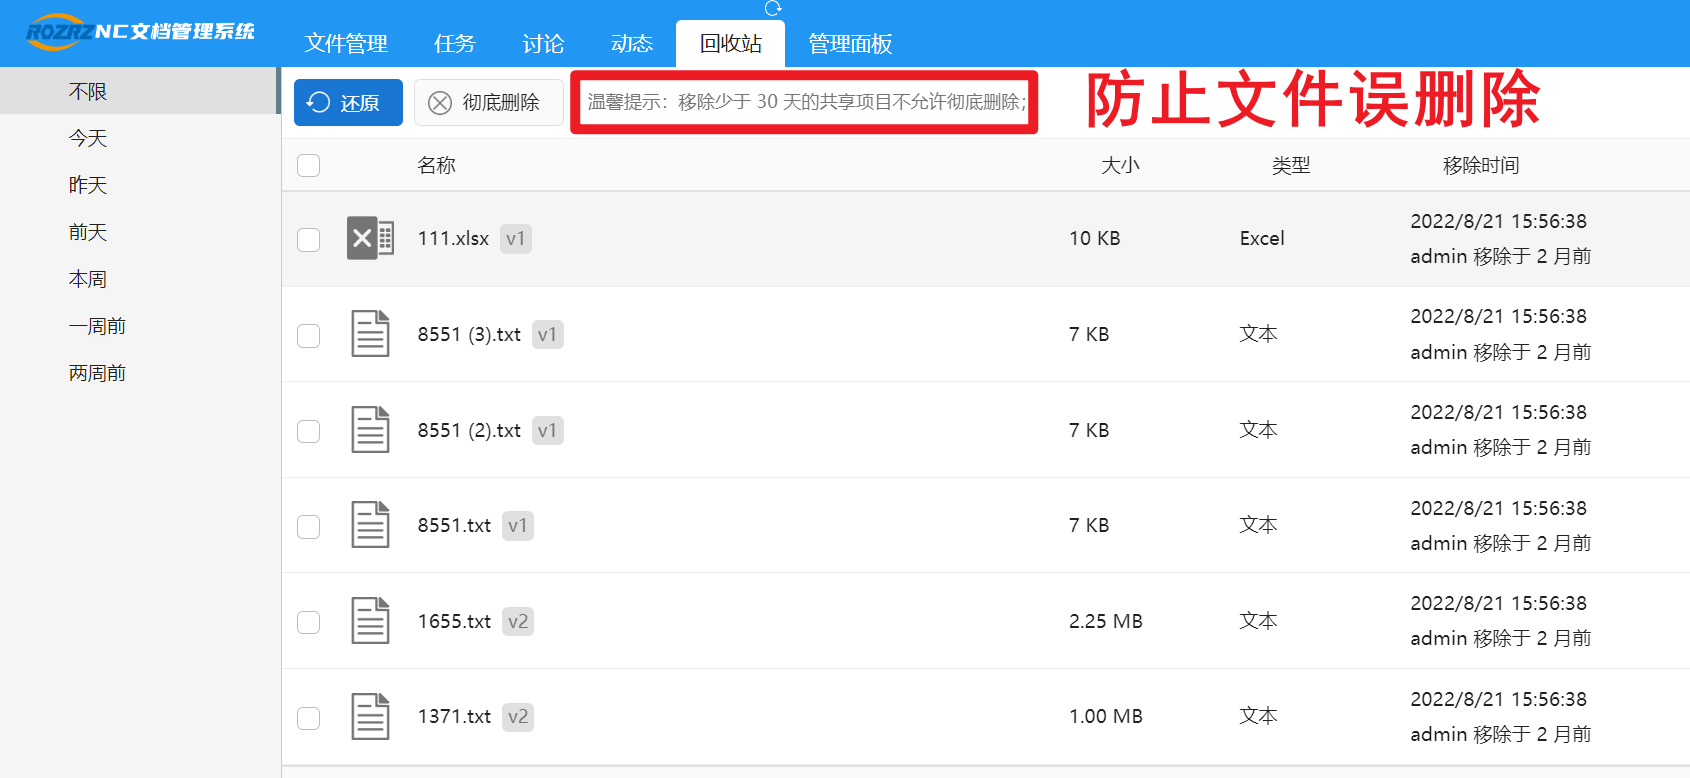 ROZRZNC文档管理系统
文件管理 任务 讨论 动态 回收站 管理面板
不限
今天
昨天
前天
本周
一周前
两周前
还原 彻底删除 温馨提示：移除少于 30 天的共享项目不允许彻底删除；
防止文件误删除
名称 大小 类型 移除时间
111.xlsx v1 10 KB Excel 2022/8/21 15:56:38
admin 移除于 2 月前
8551 (3).txt v1 7 KB 文本 2022/8/21 15:56:38
admin 移除于 2 月前
8551 (2).txt v1 7 KB 文本 2022/8/21 15:56:38
admin 移除于 2 月前
8551.txt v1 7 KB 文本 2022/8/21 15:56:38
admin 移除于 2 月前
1655.txt v2 2.25 MB 文本 2022/8/21 15:56:38
admin 移除于 2 月前
1371.txt v2 1.00 MB 文本 2022/8/21 15:56:38
admin 移除于 2 月前